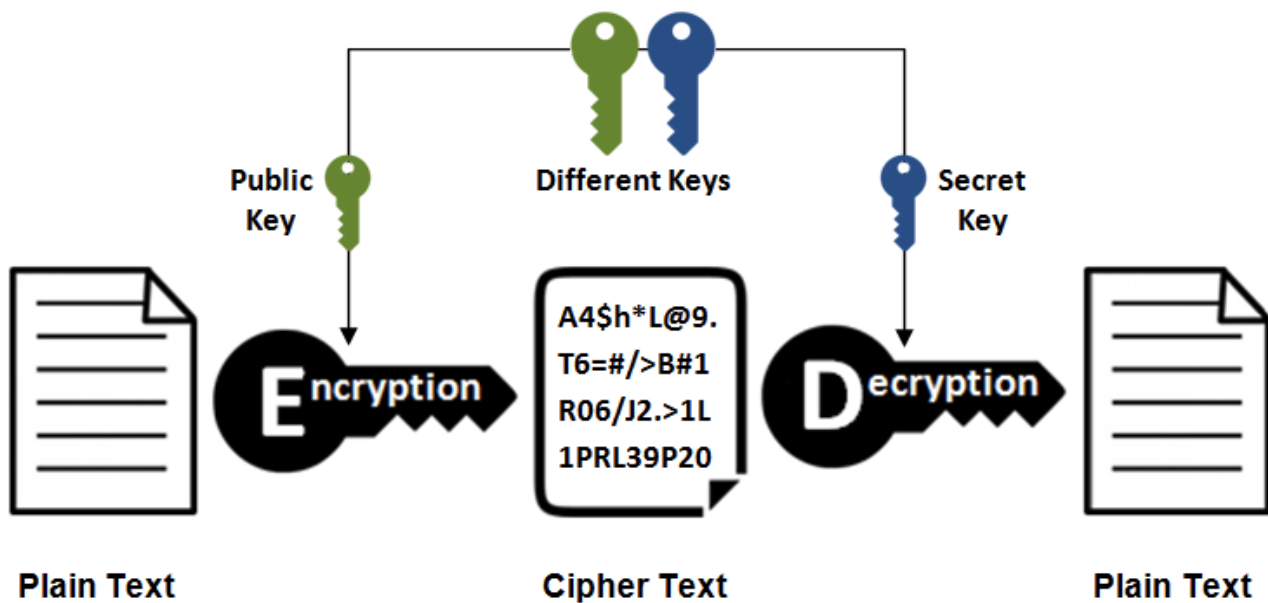 Public
Key
Different Keys
Secret
Key
Encryption
A4$h*L@9.
T6=#/>B#1
R06/J2.>1L
1PRL39P20
Decryption
Plain Text
Cipher Text
Plain Text